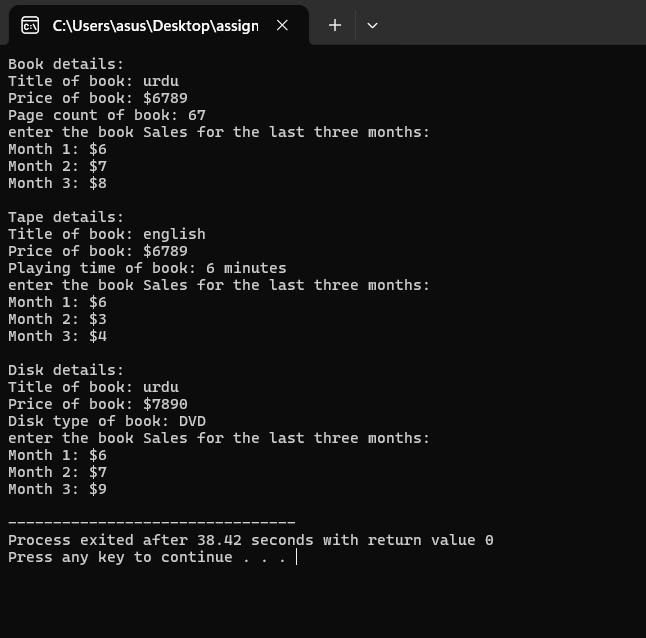 C:\Users\asus\Desktop\assign
Book details:
Title of book: urdu
Price of book: $6789
Page count of book: 67
enter the book Sales for the last three months:
Month 1: $6
Month 2: $7
Month 3: $8
Tape details:
Title of book: english
Price of book: $6789
Playing time of book: 6 minutes
enter the book Sales for the last three months:
Month 1: $6
Month 2: $3
Month 3: $4
Disk details:
Title of book: urdu
Price of book: $7890
Disk type of book: DVD
enter the book Sales for the last three months:
Month 1: $6
Month 2: $7
Month 3: $9
--------------------------------
Process exited after 38.42 seconds with return value 0
Press any key to continue . . .